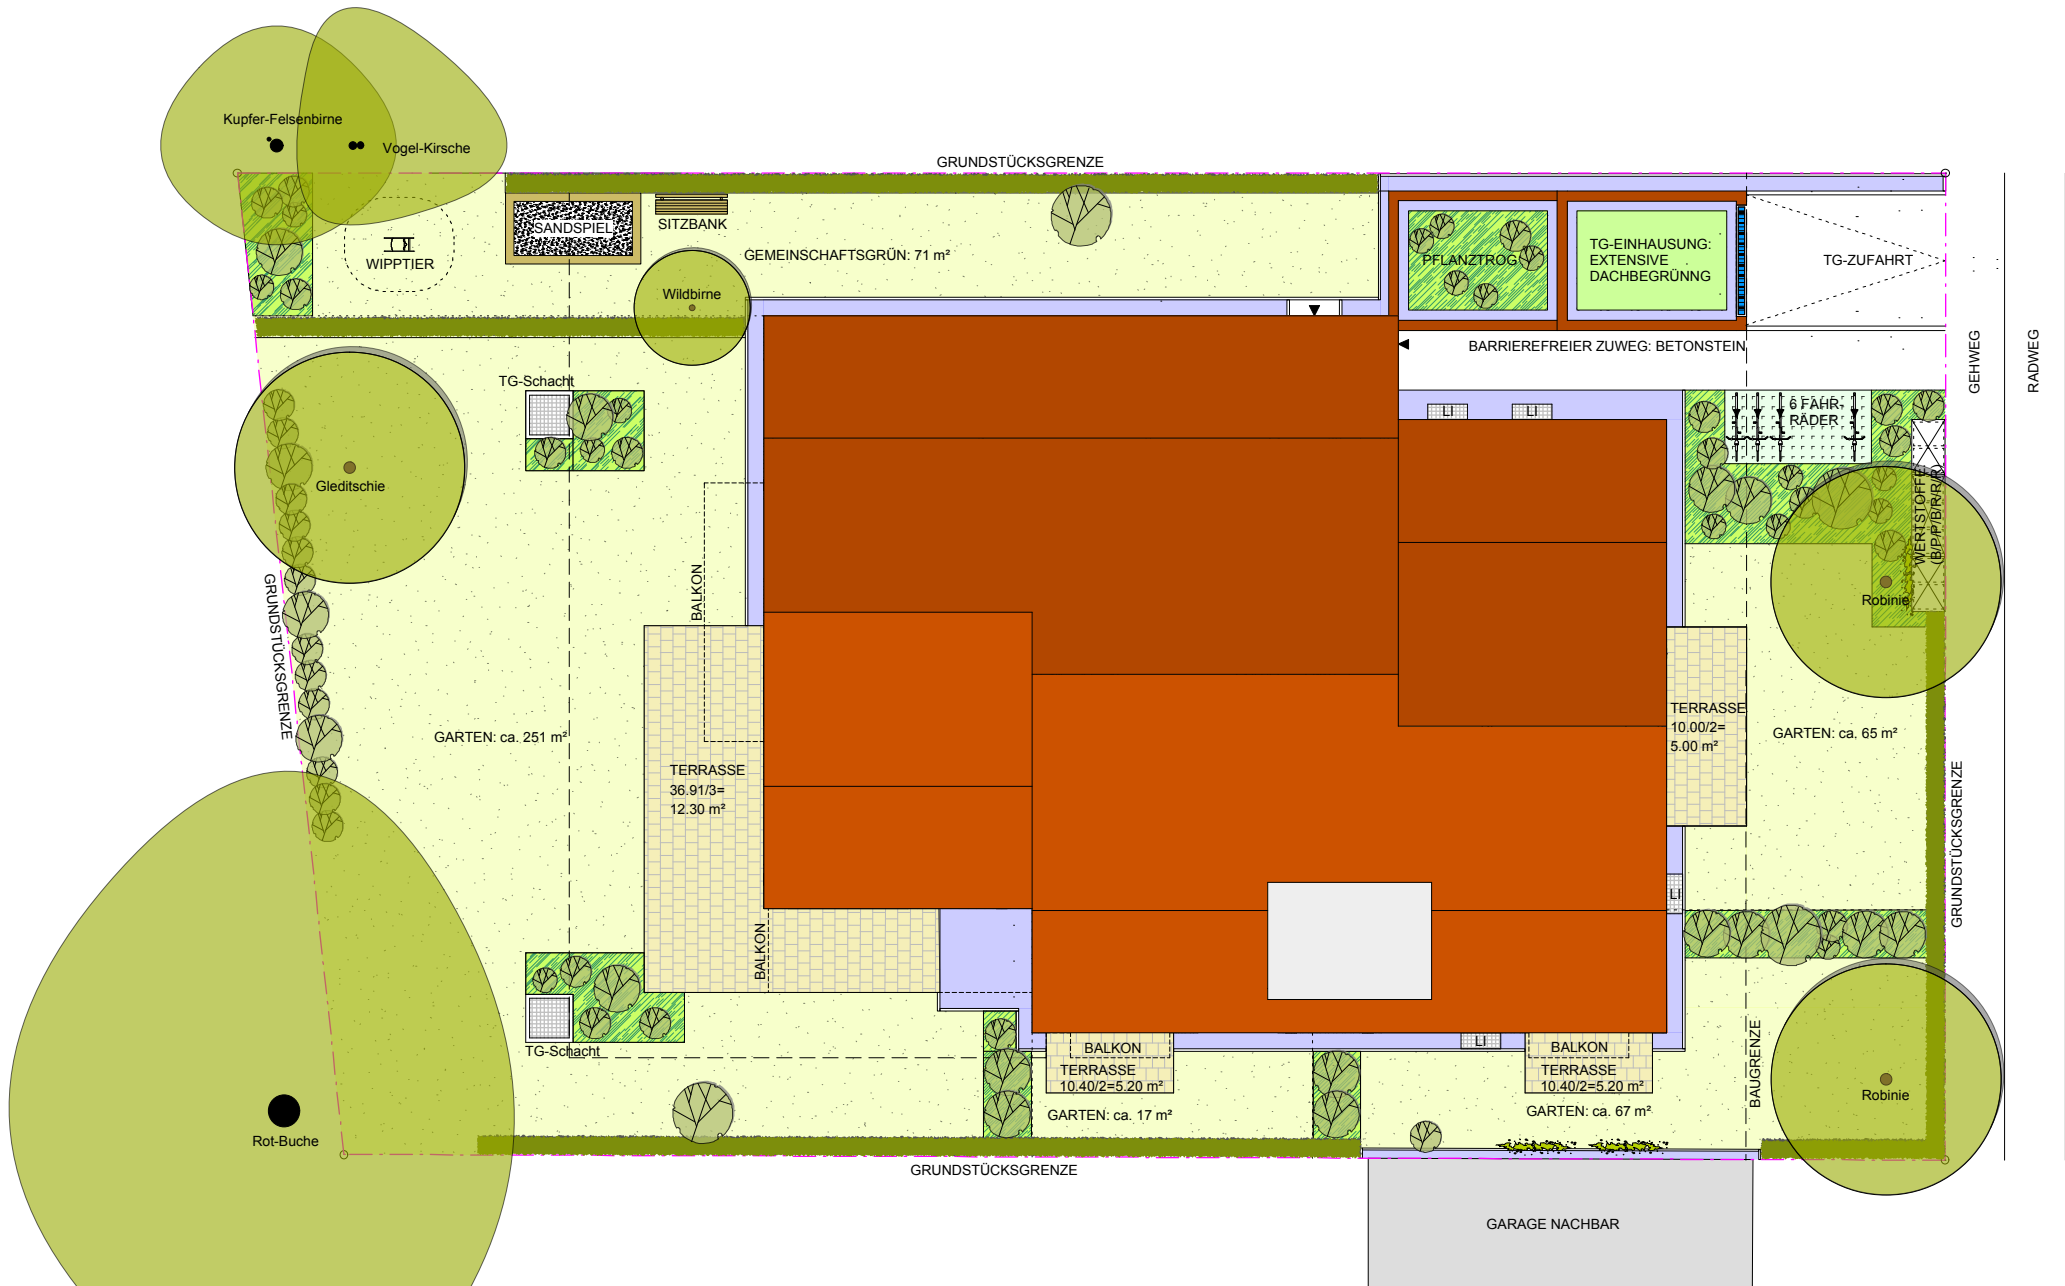 Kupfer-Felsenbirne
Vogel-Kirsche
GRUNDSTÜCKSGRENZE
SANDSPIEL
SITZBANK
WIPPTIER
GEMEINSCHAFTSGRÜN: 71 m²
Wildbirne
PFLANZTROG
TG-EINHAUSUNG:
EXTENSIVE
DACHBEGRÜNNG
TG-ZUFAHRT
BARRIEREFREIER ZUWEG: BETONSTEIN
GEHWEG
RADWEG
TG-Schacht
LI
LI
6 FAHR-
RÄDER
Gleditschie
WERTSTOFFE
(B/P/P/B/R/R/R)
Robinie
BALKON
GRUNDSTÜCKSGRENZE
GARTEN: ca. 251 m²
TERRASSE
36.91/3=
12.30 m²
TERRASSE
10.00/2=
5.00 m²
GARTEN: ca. 65 m²
GRUNDSTÜCKSGRENZE
LI
BALKON
TG-Schacht
BALKON
TERRASSE
10.40/2=5.20 m²
GARTEN: ca. 17 m²
LI
BALKON
TERRASSE
10.40/2=5.20 m²
GARTEN: ca. 67 m²
BAUGRENZE
Robinie
Rot-Buche
GRUNDSTÜCKSGRENZE
GARAGE NACHBAR